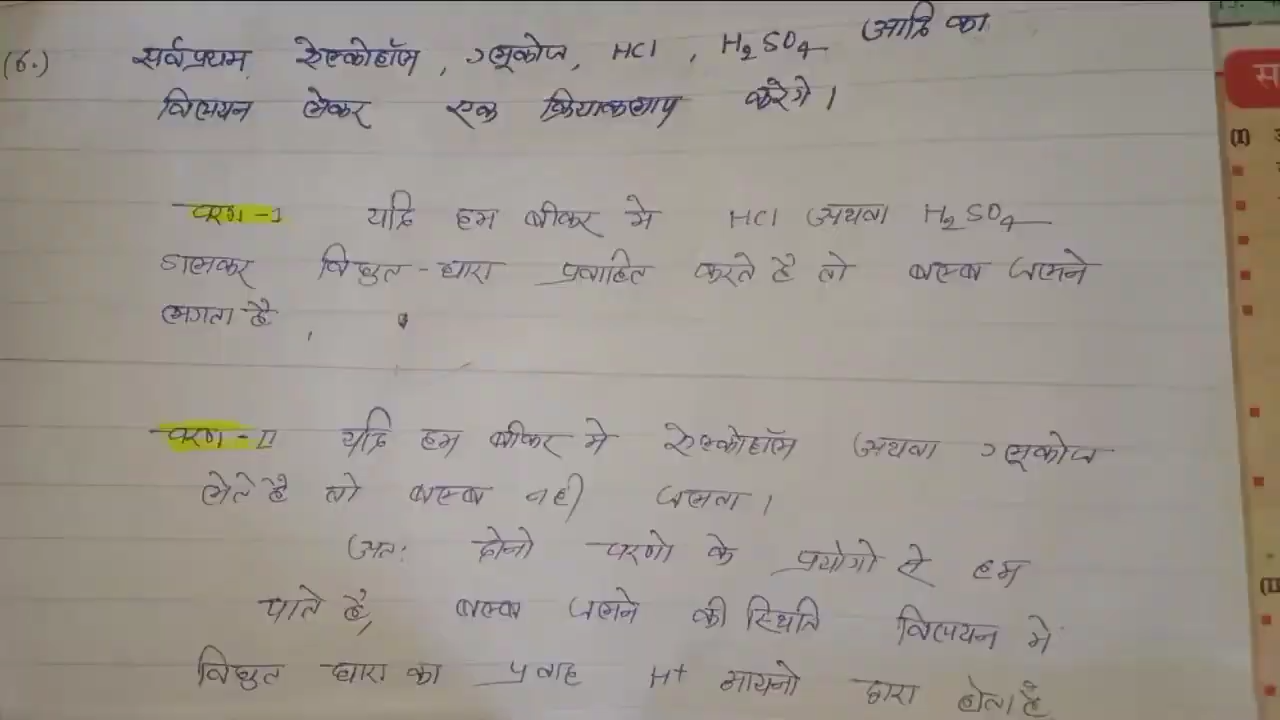 (6.) सर्वप्रथम ऐल्कोहॉल, ग्लूकोज, HCl, H₂SO₄ आदि का
विलयन लेकर एक क्रियाकलाप करेगे।
चरण-I यदि हम बीकर मे HCl अथवा H₂SO₄
डालकर विद्युत-धारा प्रवाहित करते है तो बल्ब जलने
लगता है,
चरण-II यदि हम बीकर मे ऐल्कोहॉल अथवा ग्लूकोज
लेते है तो बल्ब नही जलता।
अतः दोनो चरणो के प्रयोगो से हम
पाते है, बल्ब जलने की स्थिति विलयन मे
विद्युत धारा का प्रवाह H+ आयनो द्वारा होता है
(I)